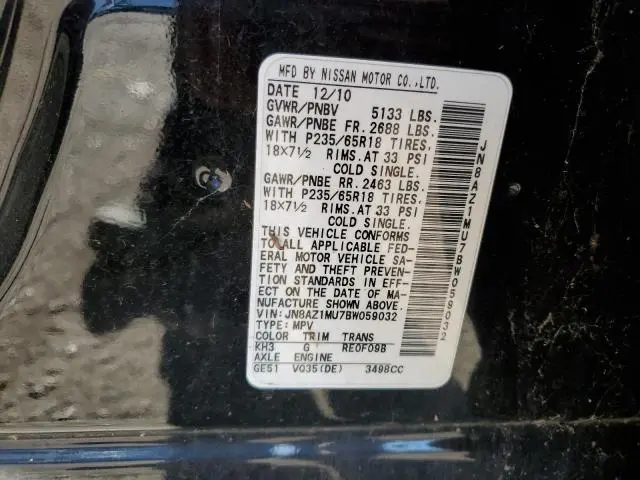 MFD BY NISSAN MOTOR CO.,LTD.
DATE 12/10
GVWR/PNBV 5133 LBS.
GAWR/PNBE FR. 2688 LBS.
WITH P235/65R18 TIRES.
18X7½ RIMS. AT 33 PSI
COLD SINGLE.
GAWR/PNBE RR. 2463 LBS.
WITH P235/65R18 TIRES.
18X7½ RIMS. AT 33 PSI
COLD SINGLE.
THIS VEHICLE CONFORMS
TO ALL APPLICABLE FED-
ERAL MOTOR VEHICLE SA-
FETY AND THEFT PREVEN-
TION STANDARDS IN EFF-
ECT ON THE DATE OF MA-
NUFACTURE SHOWN ABOVE.
VIN: JN8AZ1MU7BW059032
TYPE: MPV
COLOR TRIM TRANS
KH3 G RE0F09B
AXLE ENGINE
GE51 VQ35(DE) 3498CC
JN8AZ1MU7BW059032